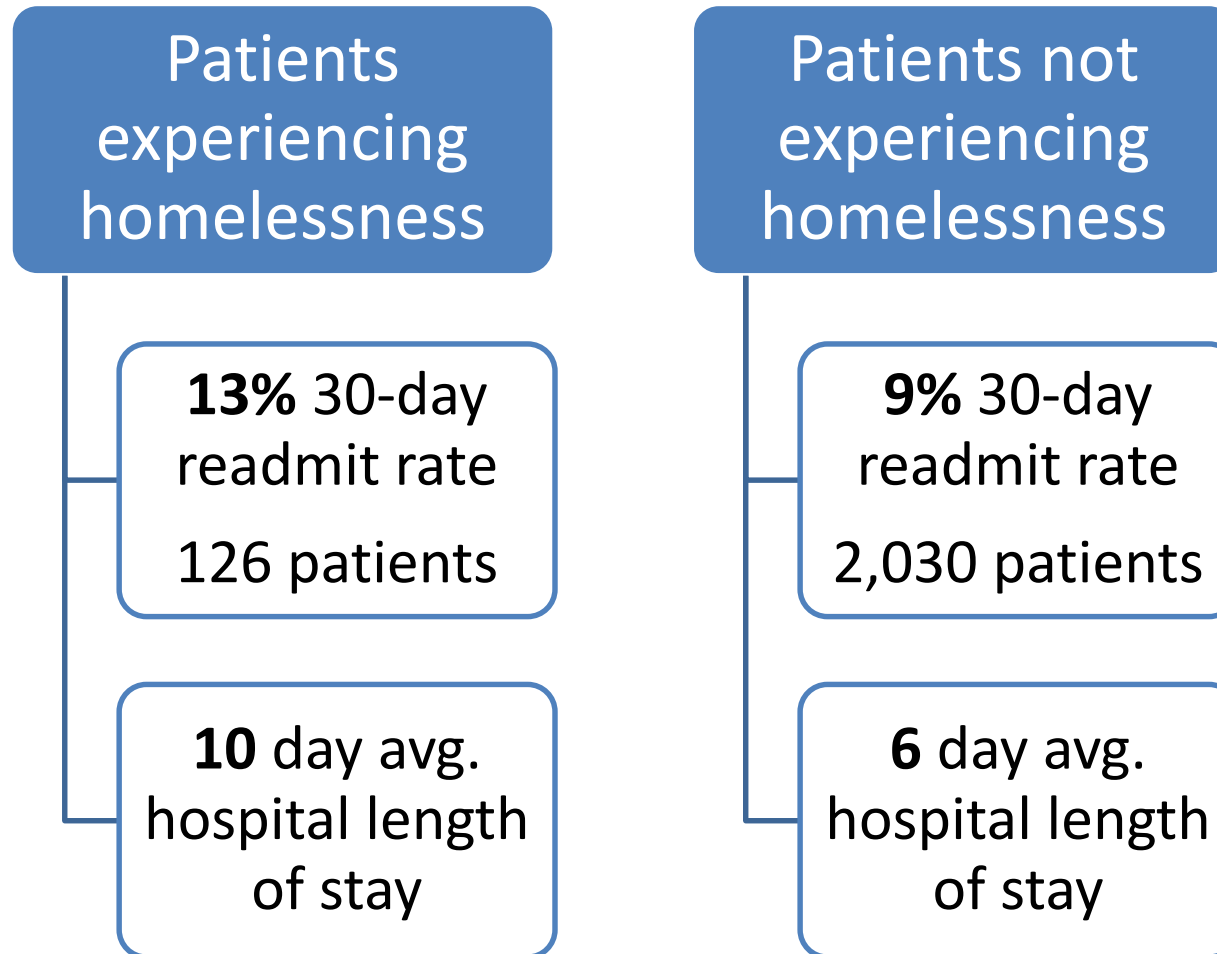 Patients
experiencing
homelessness
13% 30-day
readmit rate
126 patients
10 day avg.
hospital length
of stay
Patients not
experiencing
homelessness
9% 30-day
readmit rate
2,030 patients
6 day avg.
hospital length
of stay